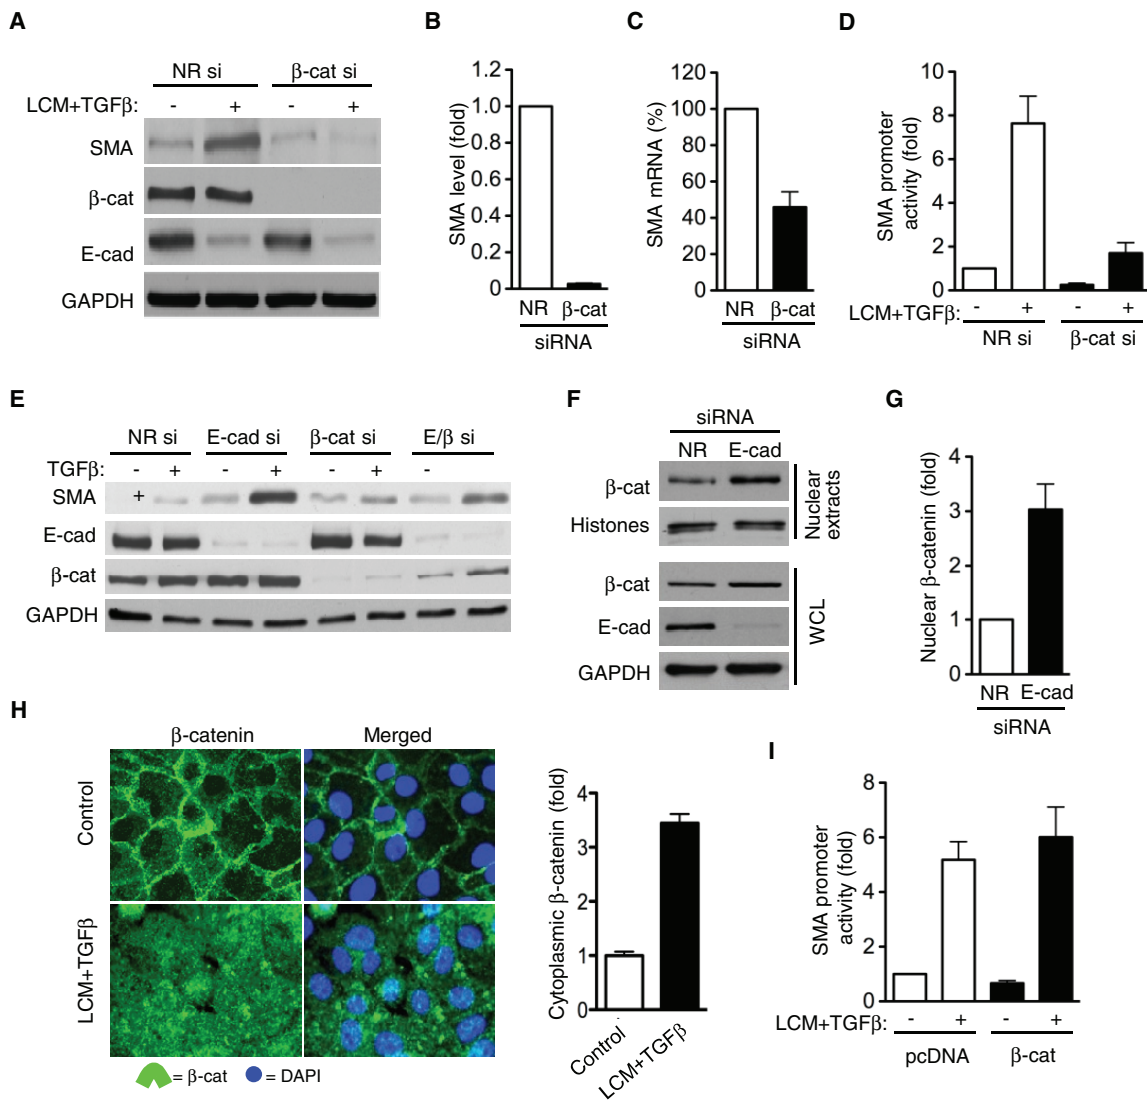 A
NR si β-cat si
LCM+TGFβ: - + - +
SMA
β-cat
E-cad
GAPDH
B
SMA level (fold)
1.2
1.0
0.8
0.6
0.4
0.2
0
NR β-cat
siRNA
C
SMA mRNA (%)
120
100
80
60
40
20
0
NR β-cat
siRNA
D
SMA promoter
activity (fold)
10
8
6
4
2
0
LCM+TGFβ: - + - +
NR si β-cat si
E
NR si E-cad si β-cat si E/β si
TGFβ: - + - + - + -
SMA +
E-cad
β-cat
GAPDH
F
siRNA
NR E-cad
β-cat
Histones
Nuclear
extracts
β-cat
E-cad
GAPDH
WCL
G
Nuclear β-catenin (fold)
4
3
2
1
0
NR E-cad
siRNA
H
β-catenin Merged
Control
LCM+TGFβ
= β-cat = DAPI
Cytoplasmic β-catenin (fold)
4
3
2
1
0
Control
LCM+TGFβ
I
SMA promoter
activity (fold)
8
6
4
2
0
LCM+TGFβ: - + - +
pcDNA β-cat